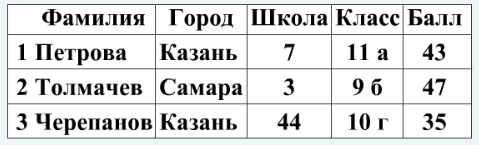 Фамилия Город Школа Класс Балл
1 Петрова Казань 7 11 а 43
2 Толмачев Самара 3 9 б 47
3 Черепанов Казань 44 10 г 35